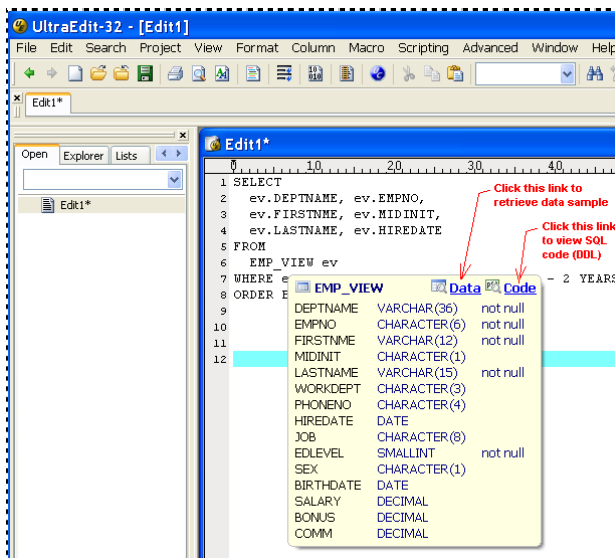 UltraEdit-32 - [Edit1]
File Edit Search Project View Format Column Macro Scripting Advanced Window Help
Edit1*
Open Explorer Lists
Edit1*
Edit1*
0 10 20 30 40
1 SELECT
2 ev.DEPTNAME, ev.EMPNO,
3 ev.FIRSTNME, ev.MIDINIT,
4 ev.LASTNAME, ev.HIREDATE
5 FROM
6 EMP_VIEW ev
7 WHERE e - 2 YEARS
8 ORDER
9
10
11
12
Click this link to
retrieve data sample
Click this link
to view SQL
code (DDL)
EMP_VIEW Data Code
DEPTNAME VARCHAR(36) not null
EMPNO CHARACTER(6) not null
FIRSTNME VARCHAR(12) not null
MIDINIT CHARACTER(1)
LASTNAME VARCHAR(15) not null
WORKDEPT CHARACTER(3)
PHONENO CHARACTER(4)
HIREDATE DATE
JOB CHARACTER(8)
EDLEVEL SMALLINT not null
SEX CHARACTER(1)
BIRTHDATE DATE
SALARY DECIMAL
BONUS DECIMAL
COMM DECIMAL